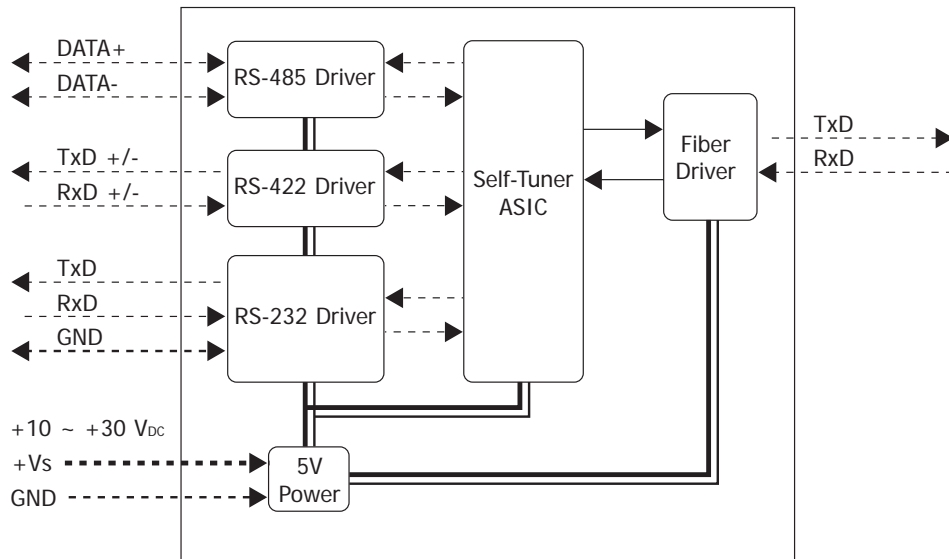 DATA+
DATA-
RS-485 Driver
TxD +/-
RxD +/-
RS-422 Driver
TxD
RxD
GND
RS-232 Driver
Self-Tuner
ASIC
Fiber
Driver
TxD
RxD
+10 ~ +30 VDC
+Vs
GND
5V
Power